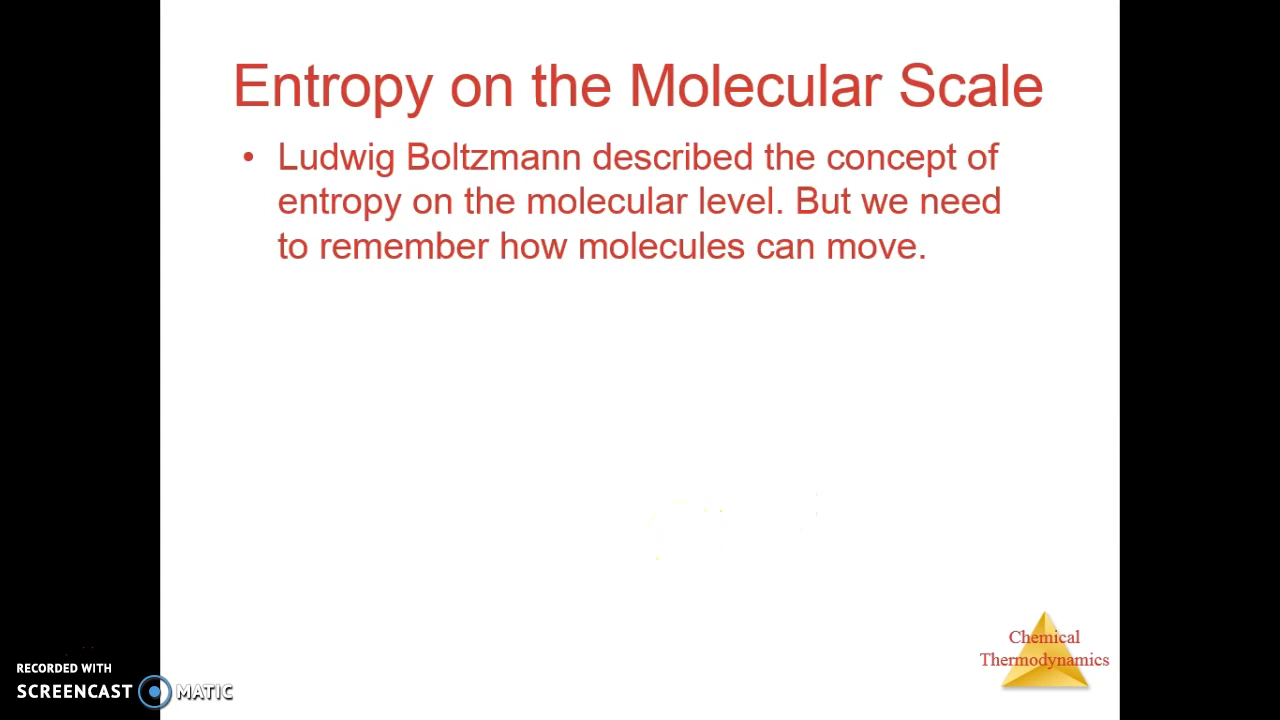 Entropy on the Molecular Scale
• Ludwig Boltzmann described the concept of
entropy on the molecular level. But we need
to remember how molecules can move.
Chemical
Thermodynamics
RECORDED WITH
SCREENCAST MATIC